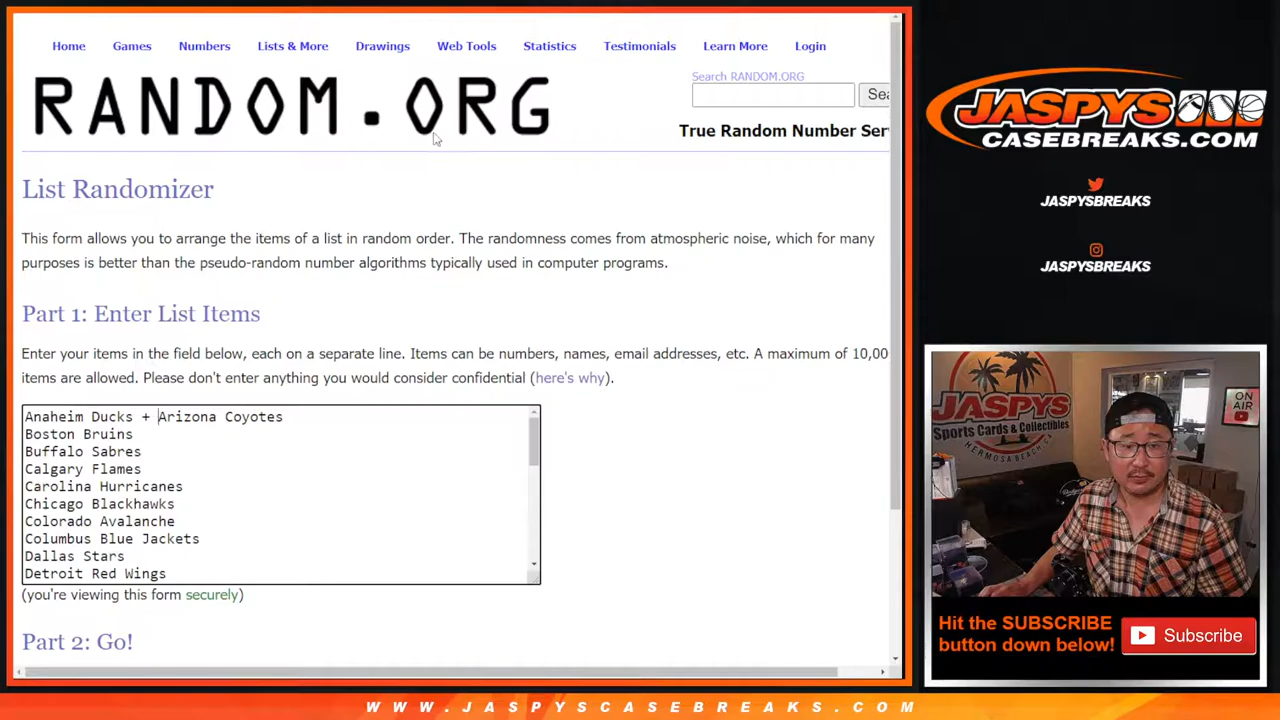 Home Games Numbers Lists & More Drawings Web Tools Statistics Testimonials Learn More Login
RANDOM.ORG
Search RANDOM.ORG
Sea
True Random Number Ser
List Randomizer
This form allows you to arrange the items of a list in random order. The randomness comes from atmospheric noise, which for many
purposes is better than the pseudo-random number algorithms typically used in computer programs.
Part 1: Enter List Items
Enter your items in the field below, each on a separate line. Items can be numbers, names, email addresses, etc. A maximum of 10,00
items are allowed. Please don't enter anything you would consider confidential (here's why).
Anaheim Ducks + Arizona Coyotes
Boston Bruins
Buffalo Sabres
Calgary Flames
Carolina Hurricanes
Chicago Blackhawks
Colorado Avalanche
Columbus Blue Jackets
Dallas Stars
Detroit Red Wings
(you're viewing this form securely)
Part 2: Go!
JASPYS
CASEBREAKS.COM
JASPYSBREAKS
JASPYSBREAKS
JASPYS
Sports Cards & Collectibles
HERMOSA BEACH, CA
ON AIR
Hit the SUBSCRIBE
button down below!
Subscribe
WWW.JASPYSCASEBREAKS.COM